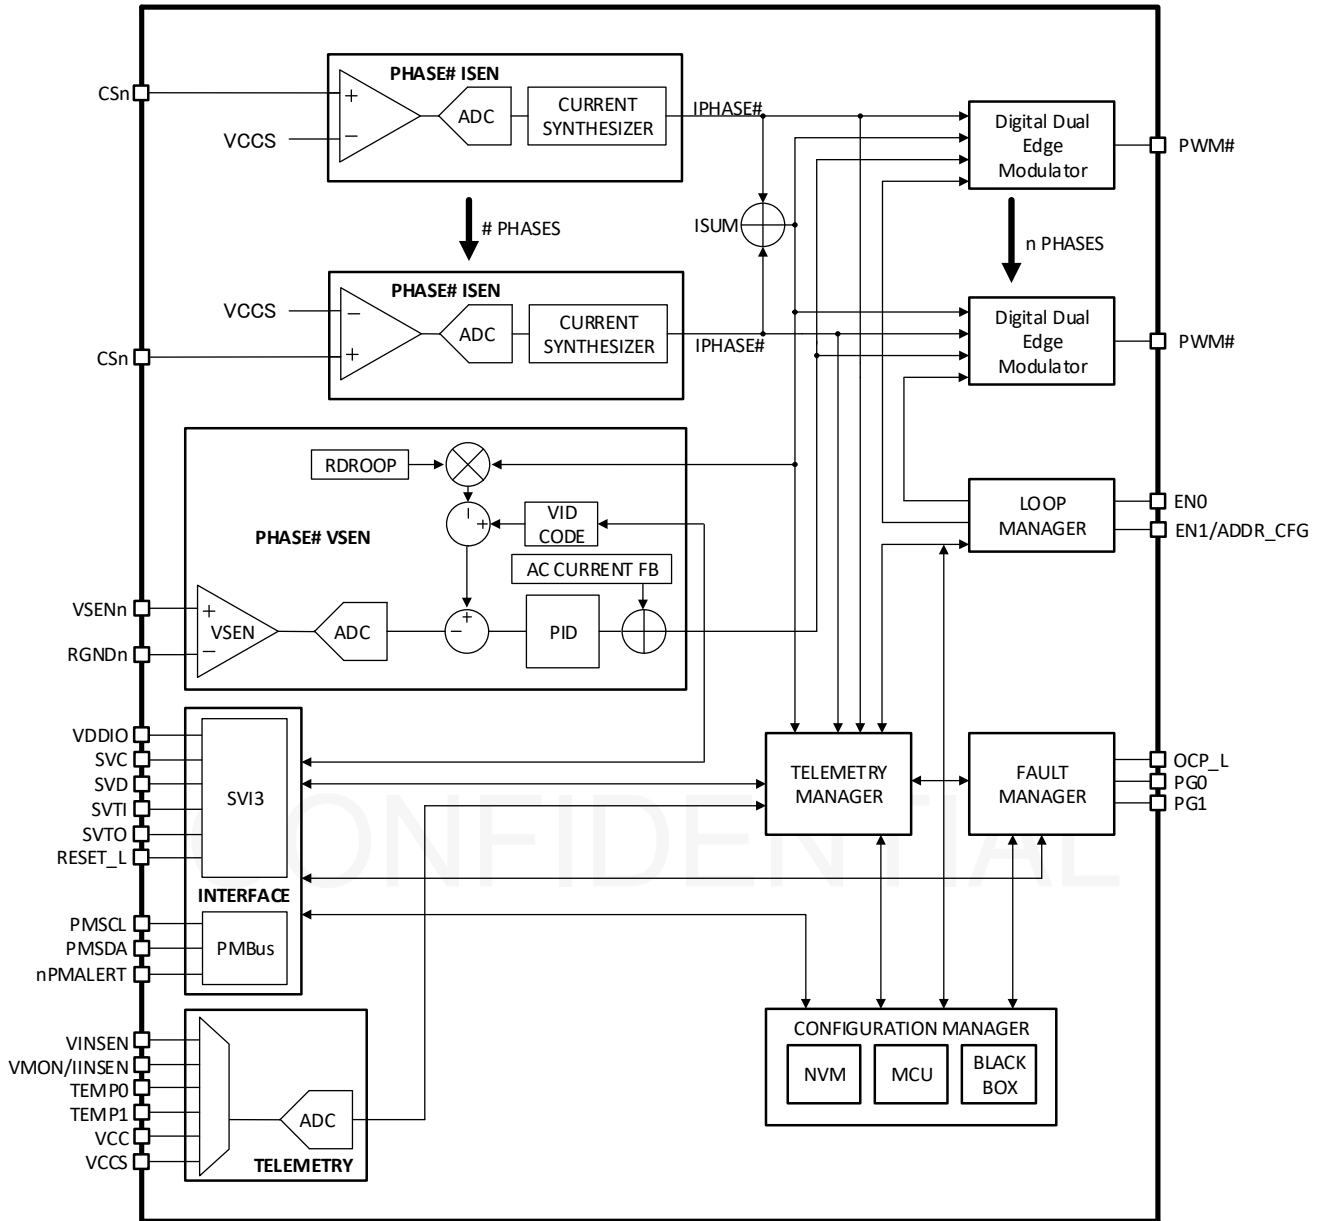 PHASE# ISEN
CSn
+
−
VCCS
ADC
CURRENT
SYNTHESIZER
IPHASE#
Digital Dual
Edge
Modulator
PWM#
# PHASES
ISUM
n PHASES
PHASE# ISEN
VCCS
−
+
CSn
ADC
CURRENT
SYNTHESIZER
IPHASE#
Digital Dual
Edge
Modulator
PWM#
RDROOP
−
+
VID
CODE
PHASE# VSEN
AC CURRENT FB
LOOP
MANAGER
EN0
EN1/ADDR_CFG
VSENn
RGNDn
+
VSEN
−
ADC
+
−
PID
VDDIO
SVC
SVD
SVTI
SVTO
RESET_L
SVI3
INTERFACE
PMSCL
PMSDA
nPMALERT
PMBus
TELEMETRY
MANAGER
FAULT
MANAGER
OCP_L
PG0
PG1
CONFIDENTIAL
VINSEN
VMON/IINSEN
TEMP0
TEMP1
VCC
VCCS
ADC
TELEMETRY
CONFIGURATION MANAGER
NVM
MCU
BLACK
BOX